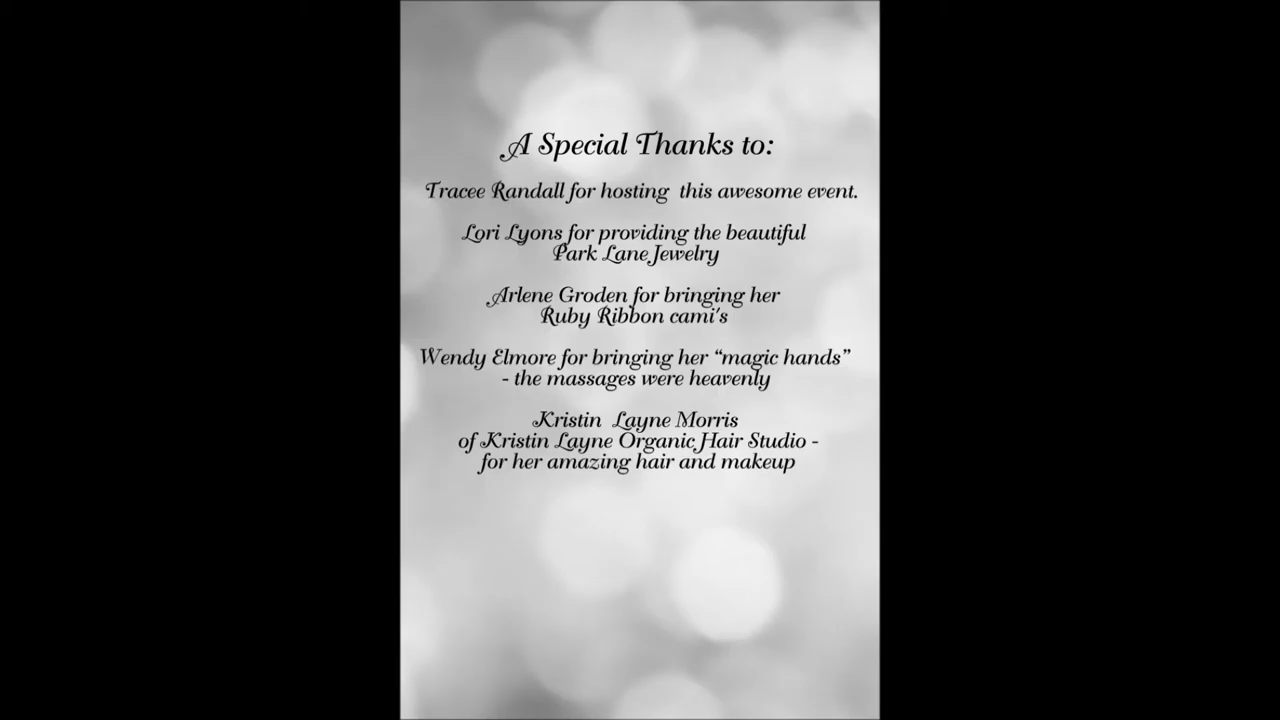 A Special Thanks to:
Tracee Randall for hosting this awesome event.
Lori Lyons for providing the beautiful
Park Lane Jewelry
Arlene Groden for bringing her
Ruby Ribbon cami's
Wendy Elmore for bringing her “magic hands”
- the massages were heavenly
Kristin Layne Morris
of Kristin Layne Organic Hair Studio -
for her amazing hair and makeup